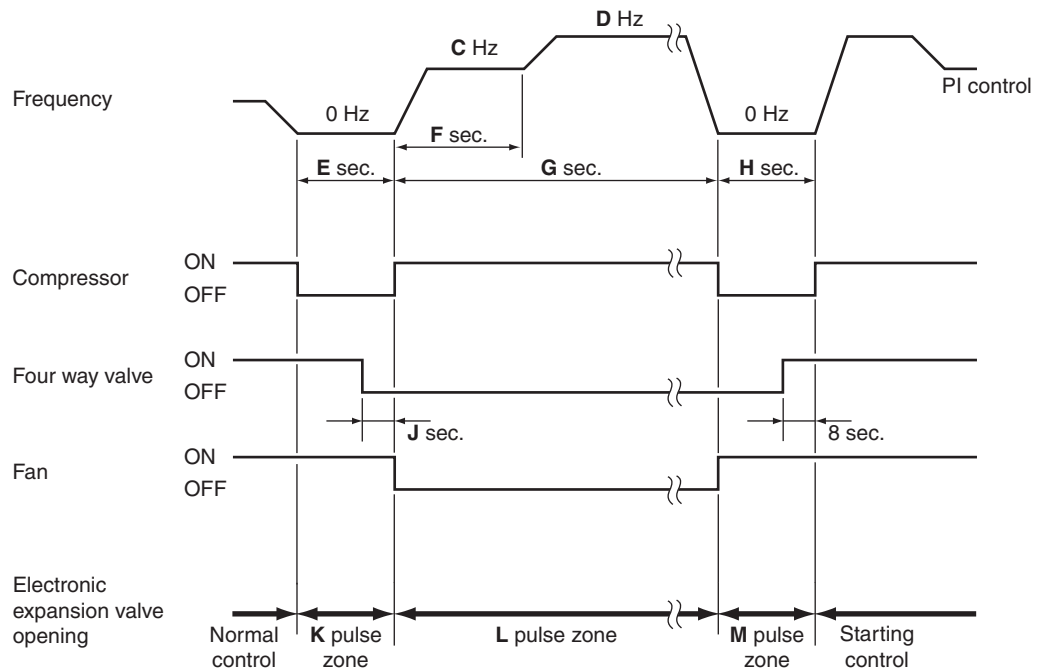 D Hz
C Hz
Frequency
PI control
0 Hz
0 Hz
F sec.
E sec.
G sec.
H sec.
ON
Compressor
OFF
ON
Four way valve
OFF
J sec.
8 sec.
ON
Fan
OFF
Electronic
expansion valve
opening
Normal
control
K pulse
zone
L pulse zone
M pulse
zone
Starting
control